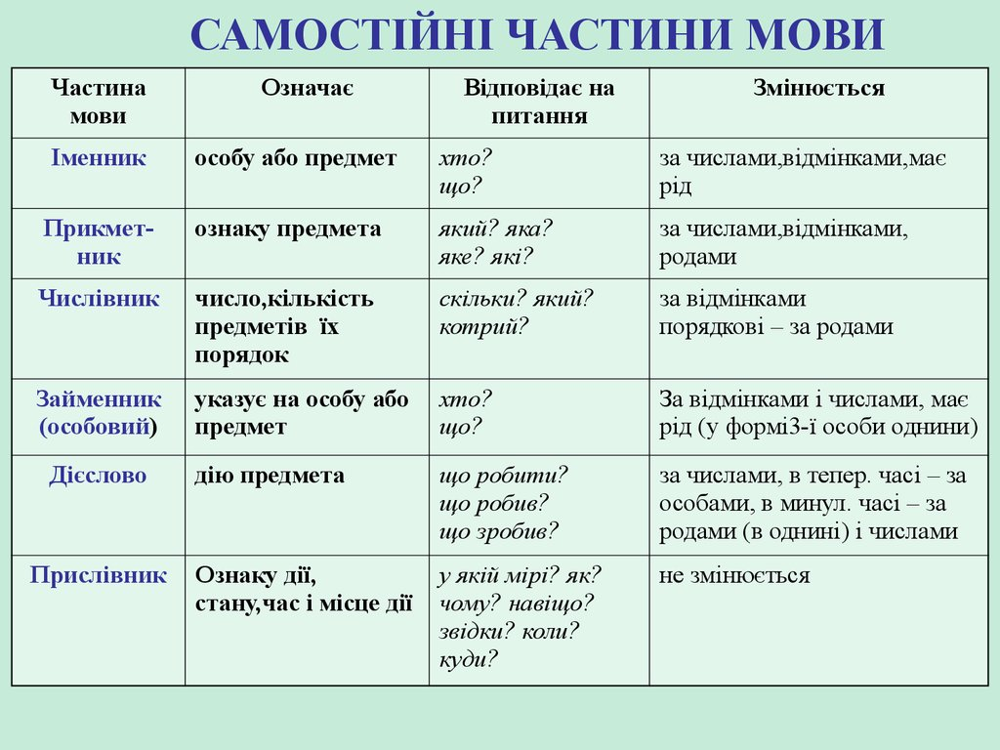 САМОСТІЙНІ ЧАСТИНИ МОВИ
Частина
мови
Означає
Відповідає на
питання
Змінюється
Іменник
особу або предмет
хто?
що?
за числами,відмінками,має
рід
Прикмет-
ник
ознаку предмета
який? яка?
яке? які?
за числами,відмінками,
родами
Числівник
число,кількість
предметів їх
порядок
скільки? який?
котрий?
за відмінками
порядкові – за родами
Займенник
(особовий)
указує на особу або
предмет
хто?
що?
За відмінками і числами, має
рід (у формі3-ї особи однини)
Дієслово
дію предмета
що робити?
що робив?
що зробив?
за числами, в тепер. часі – за
особами, в минул. часі – за
родами (в однині) і числами
Прислівник
Ознаку дії,
стану,час і місце дії
у якій мірі? як?
чому? навіщо?
звідки? коли?
куди?
не змінюється